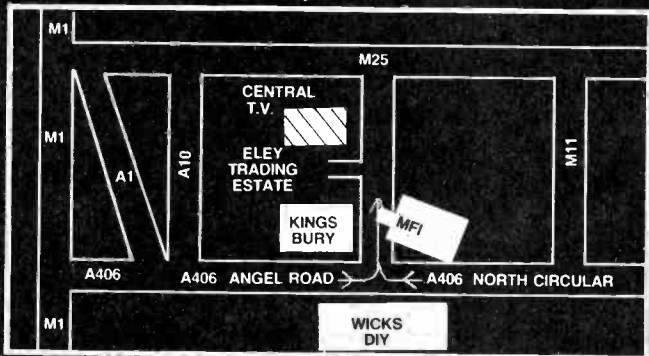 M1
M25
CENTRAL
T.V.
M1
A1
A10
ELEY
TRADING
ESTATE
M11
KINGS
BURY
MFI
A406
A406 ANGEL ROAD
A406 NORTH CIRCULAR
M1
WICKS
DIY